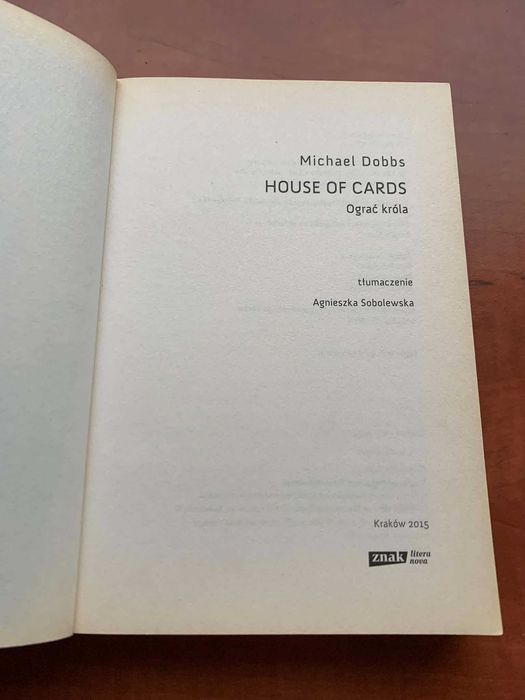 Michael Dobbs
HOUSE OF CARDS
Ograć króla
tłumaczenie
Agnieszka Sobolewska
Kraków 2015
znak litera
nova